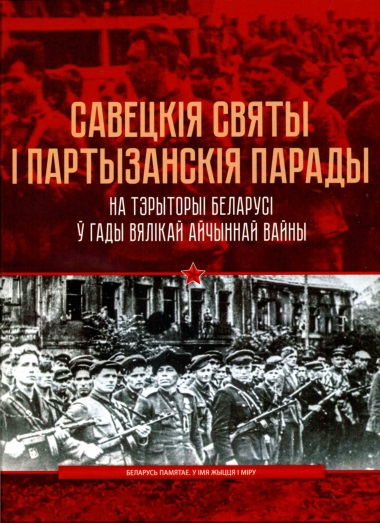 САВЕЦКІЯ СВЯТЫ
І ПАРТЫЗАНСКІЯ ПАРАДЫ
НА ТЭРЫТОРЫІ БЕЛАРУСІ
Ў ГАДЫ ВЯЛІКАЙ АЙЧЫННАЙ ВАЙНЫ
БЕЛАРУСЬ ПАМЯТАЕ. У ІМЯ ЖЫЦЦЯ І МІРУ